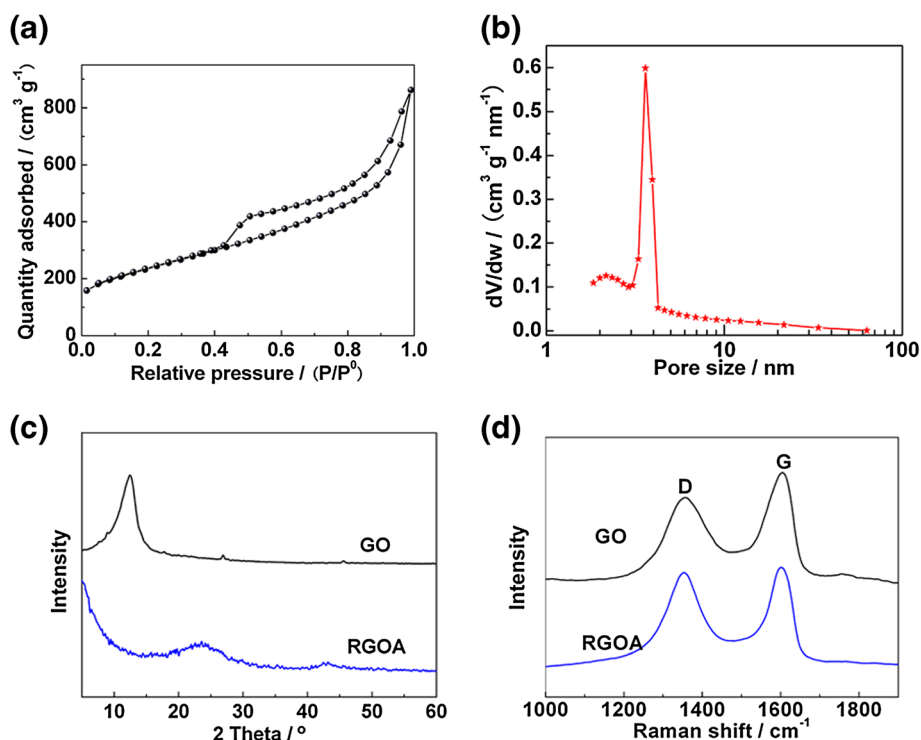 (a)
Quantity adsorbed / (cm³ g⁻¹)
800
600
400
200
0
0.0 0.2 0.4 0.6 0.8 1.0
Relative pressure / (P/P⁰)
(b)
dV/dw / (cm³ g⁻¹ nm⁻¹)
0.6
0.5
0.4
0.3
0.2
0.1
0.0
1 10 100
Pore size / nm
(c)
Intensity
GO
RGOA
10 20 30 40 50 60
2 Theta / °
(d)
Intensity
D G
GO
RGOA
1000 1200 1400 1600 1800
Raman shift / cm⁻¹